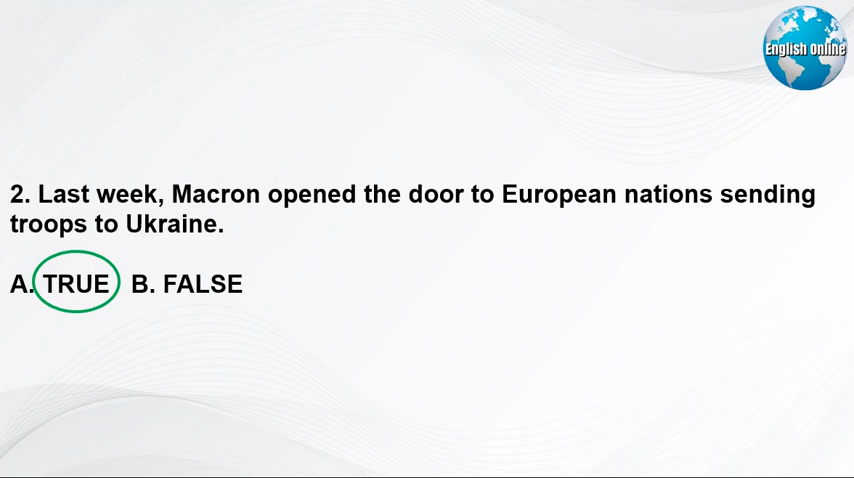 English Online
2. Last week, Macron opened the door to European nations sending
troops to Ukraine.
A. TRUE B. FALSE